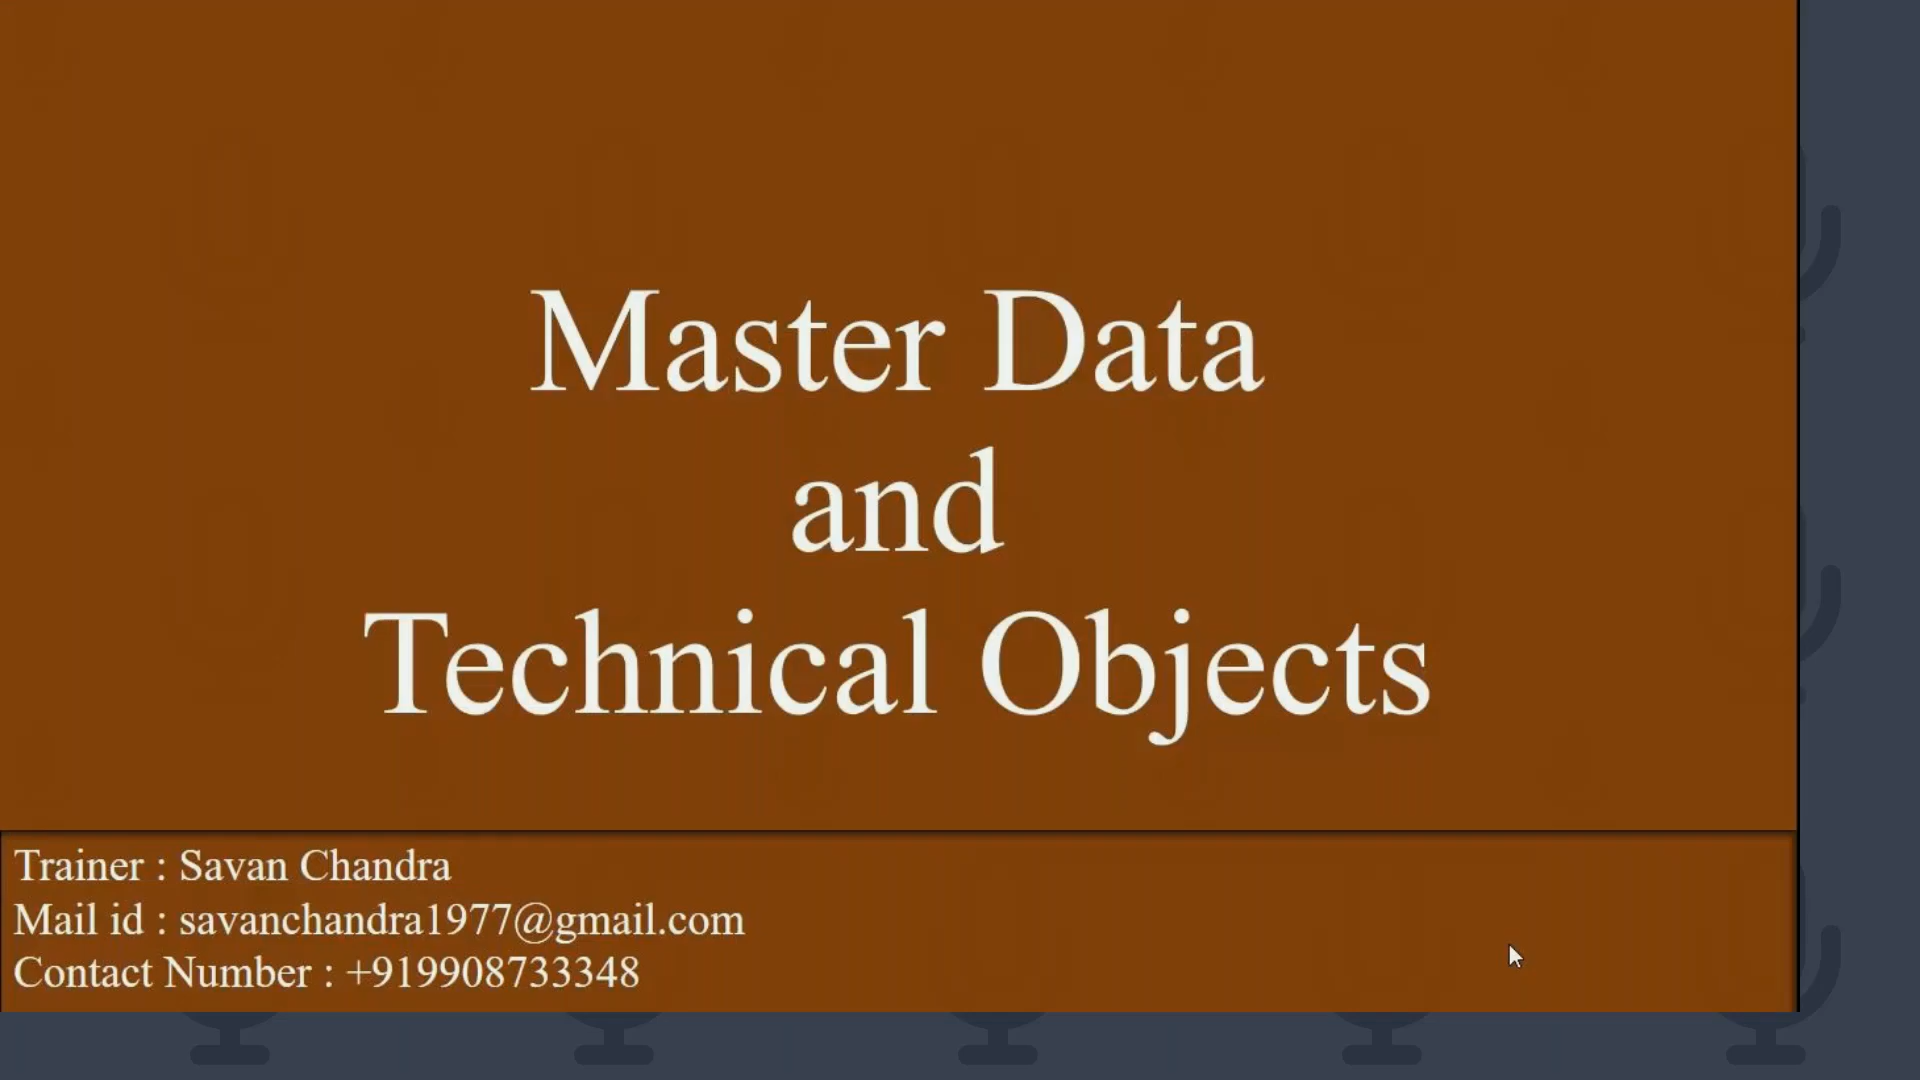 Master Data
and
Technical Objects
Trainer : Savan Chandra
Mail id : savanchandra1977@gmail.com
Contact Number : +919908733348